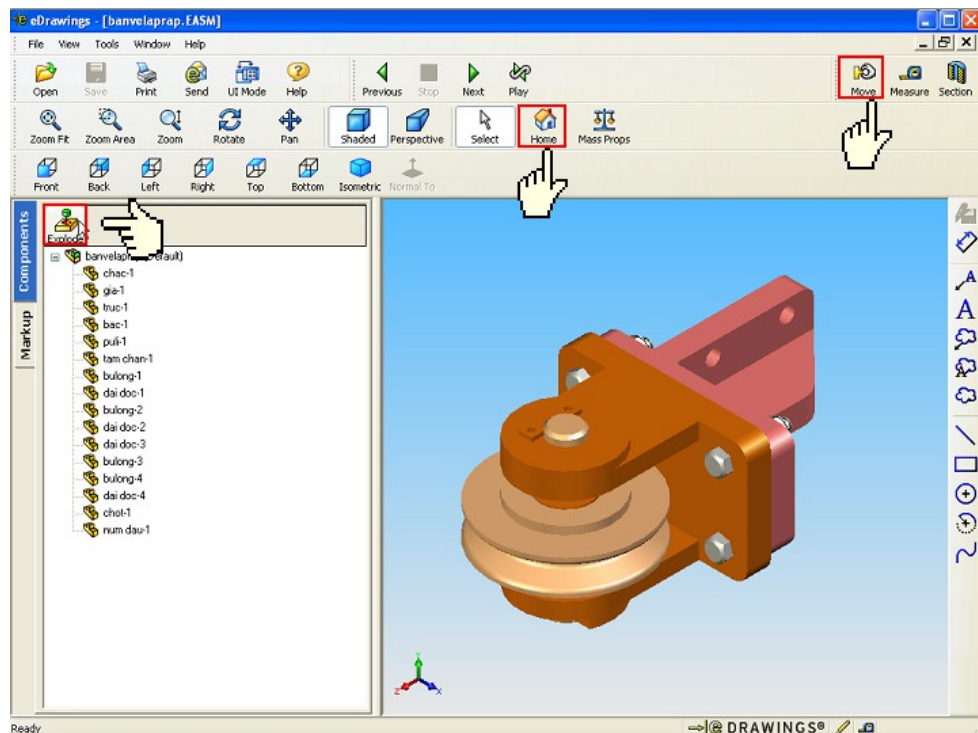 eDrawings - [banvelaprap.EASM]
File View Tools Window Help
Open Save Print Send UI Mode Help Previous Stop Next Play Move Measure Section
Zoom Fit Zoom Area Zoom Rotate Pan Shaded Perspective Select Home Mass Props
Front Back Left Right Top Bottom Isometric Normal To
Components
Markup
Explode
chac-1
gia-1
truc-1
bac-1
puli-1
tam chan-1
bulong-1
dai doc-1
bulong-2
dai doc-2
dai doc-3
bulong-3
bulong-4
dai doc-4
chot-1
num dau-1
Y
Z
X
A
A
A
Ready
eDRAWINGS®